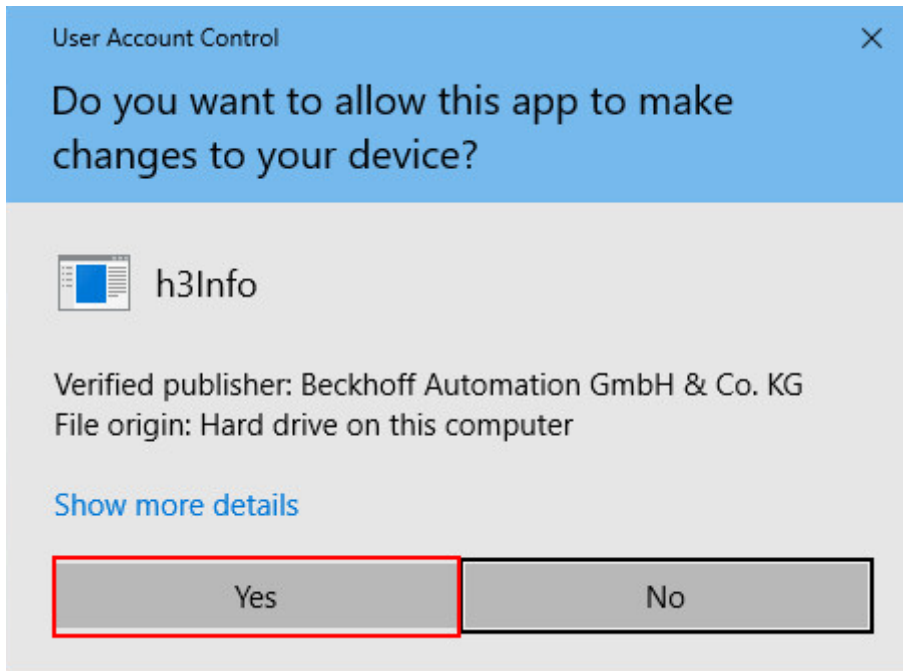 User Account Control
Do you want to allow this app to make
changes to your device?
h3Info
Verified publisher: Beckhoff Automation GmbH & Co. KG
File origin: Hard drive on this computer
Show more details
Yes
No